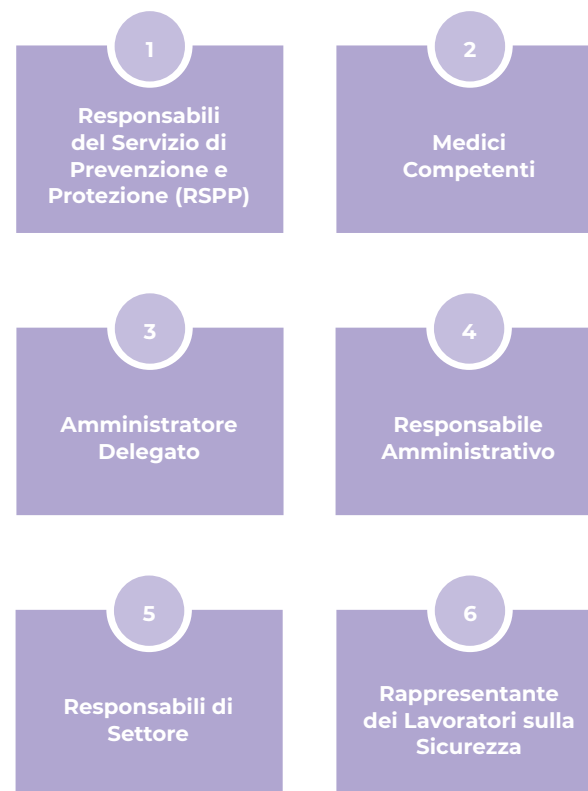 1
Responsabili
del Servizio di
Prevenzione e
Protezione (RSPP)
2
Medici
Competenti
3
Amministratore
Delegato
4
Responsabile
Amministrativo
5
Responsabili di
Settore
6
Rappresentante
dei Lavoratori sulla
Sicurezza